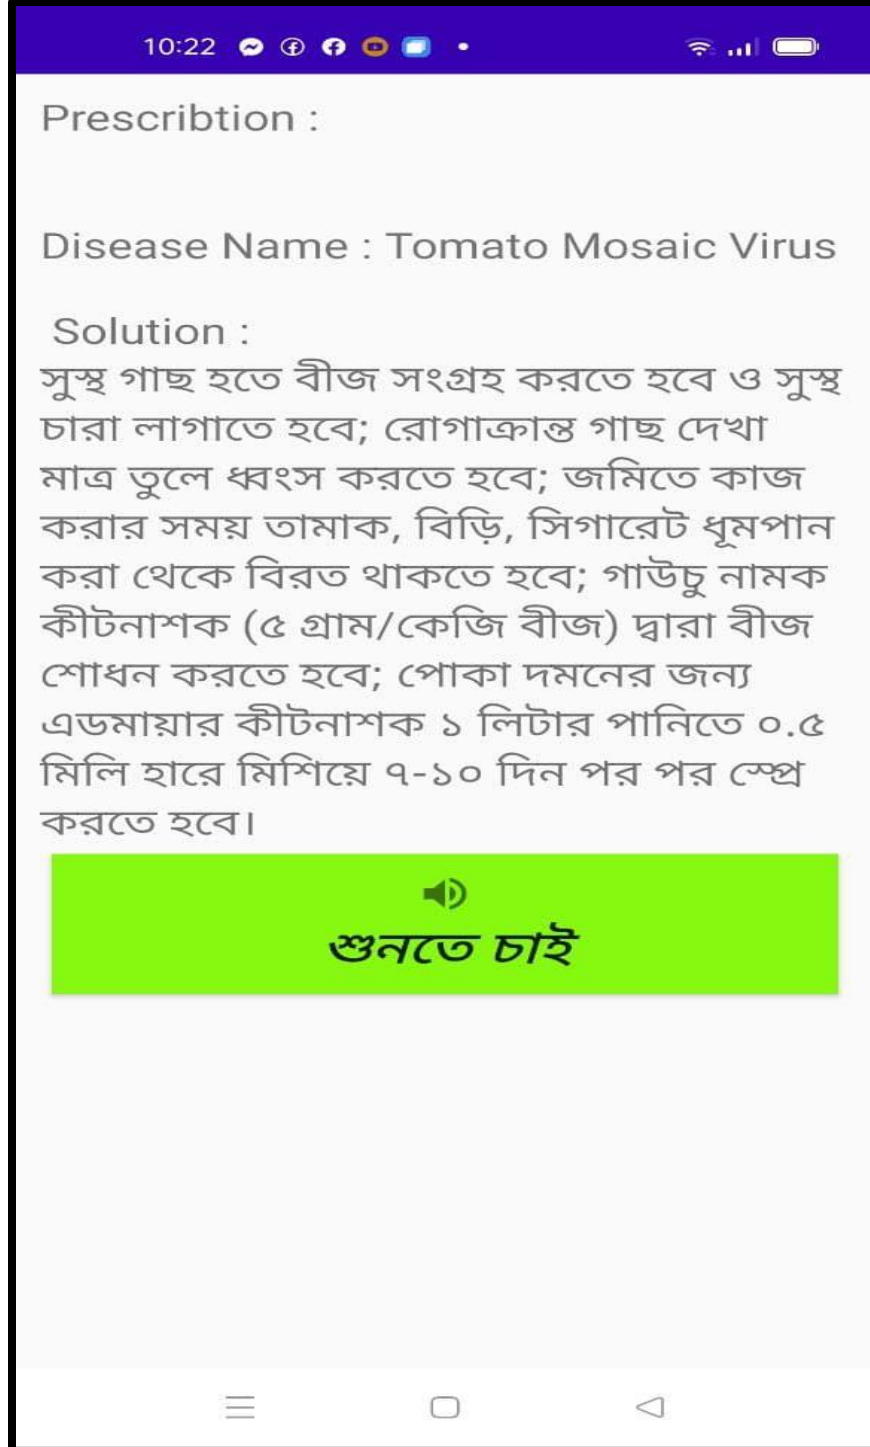 10:22
Prescribtion :
Disease Name : Tomato Mosaic Virus
Solution :
সুস্থ গাছ হতে বীজ সংগ্রহ করতে হবে ও সুস্থ
চারা লাগাতে হবে; রোগাক্রান্ত গাছ দেখা
মাত্র তুলে ধ্বংস করতে হবে; জমিতে কাজ
করার সময় তামাক, বিড়ি, সিগারেট ধূমপান
করা থেকে বিরত থাকতে হবে; গাউচু নামক
কীটনাশক (৫ গ্রাম/কেজি বীজ) দ্বারা বীজ
শোধন করতে হবে; পোকা দমনের জন্য
এডমায়ার কীটনাশক ১ লিটার পানিতে ০.৫
মিলি হারে মিশিয়ে ৭-১০ দিন পর পর স্প্রে
করতে হবে।
শুনতে চাই